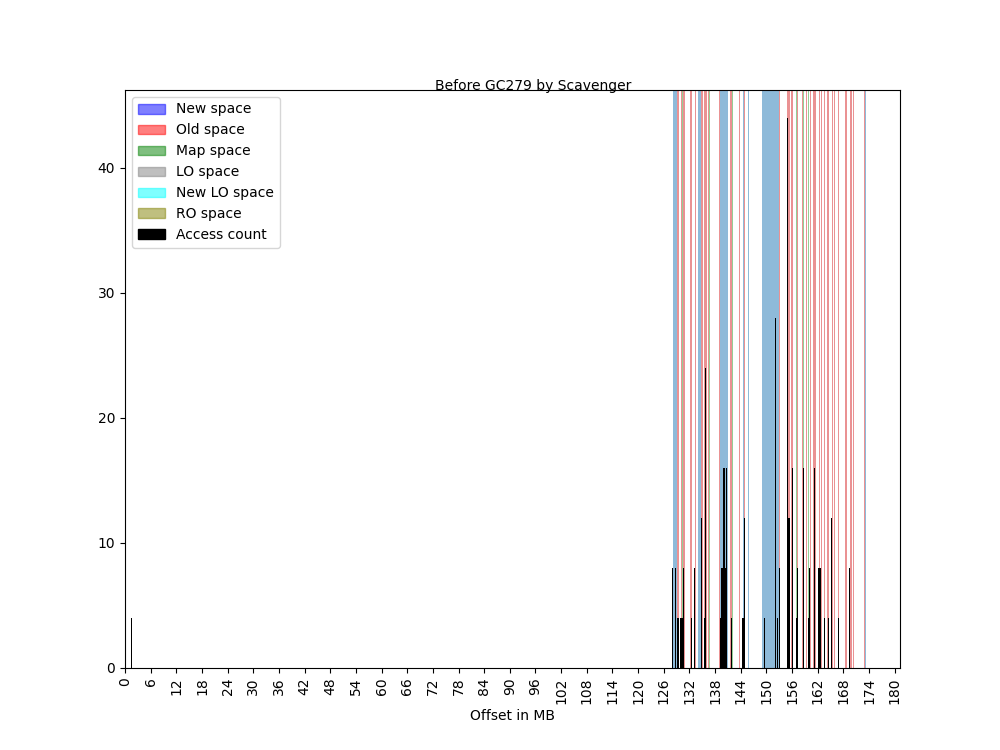 Before GC279 by Scavenger
New space
Old space
Map space
LO space
New LO space
RO space
Access count
40
30
20
10
0
0 6 12 18 24 30 36 42 48 54 60 66 72 78 84 90 96 102 108 114 120 126 132 138 144 150 156 162 168 174 180
Offset in MB